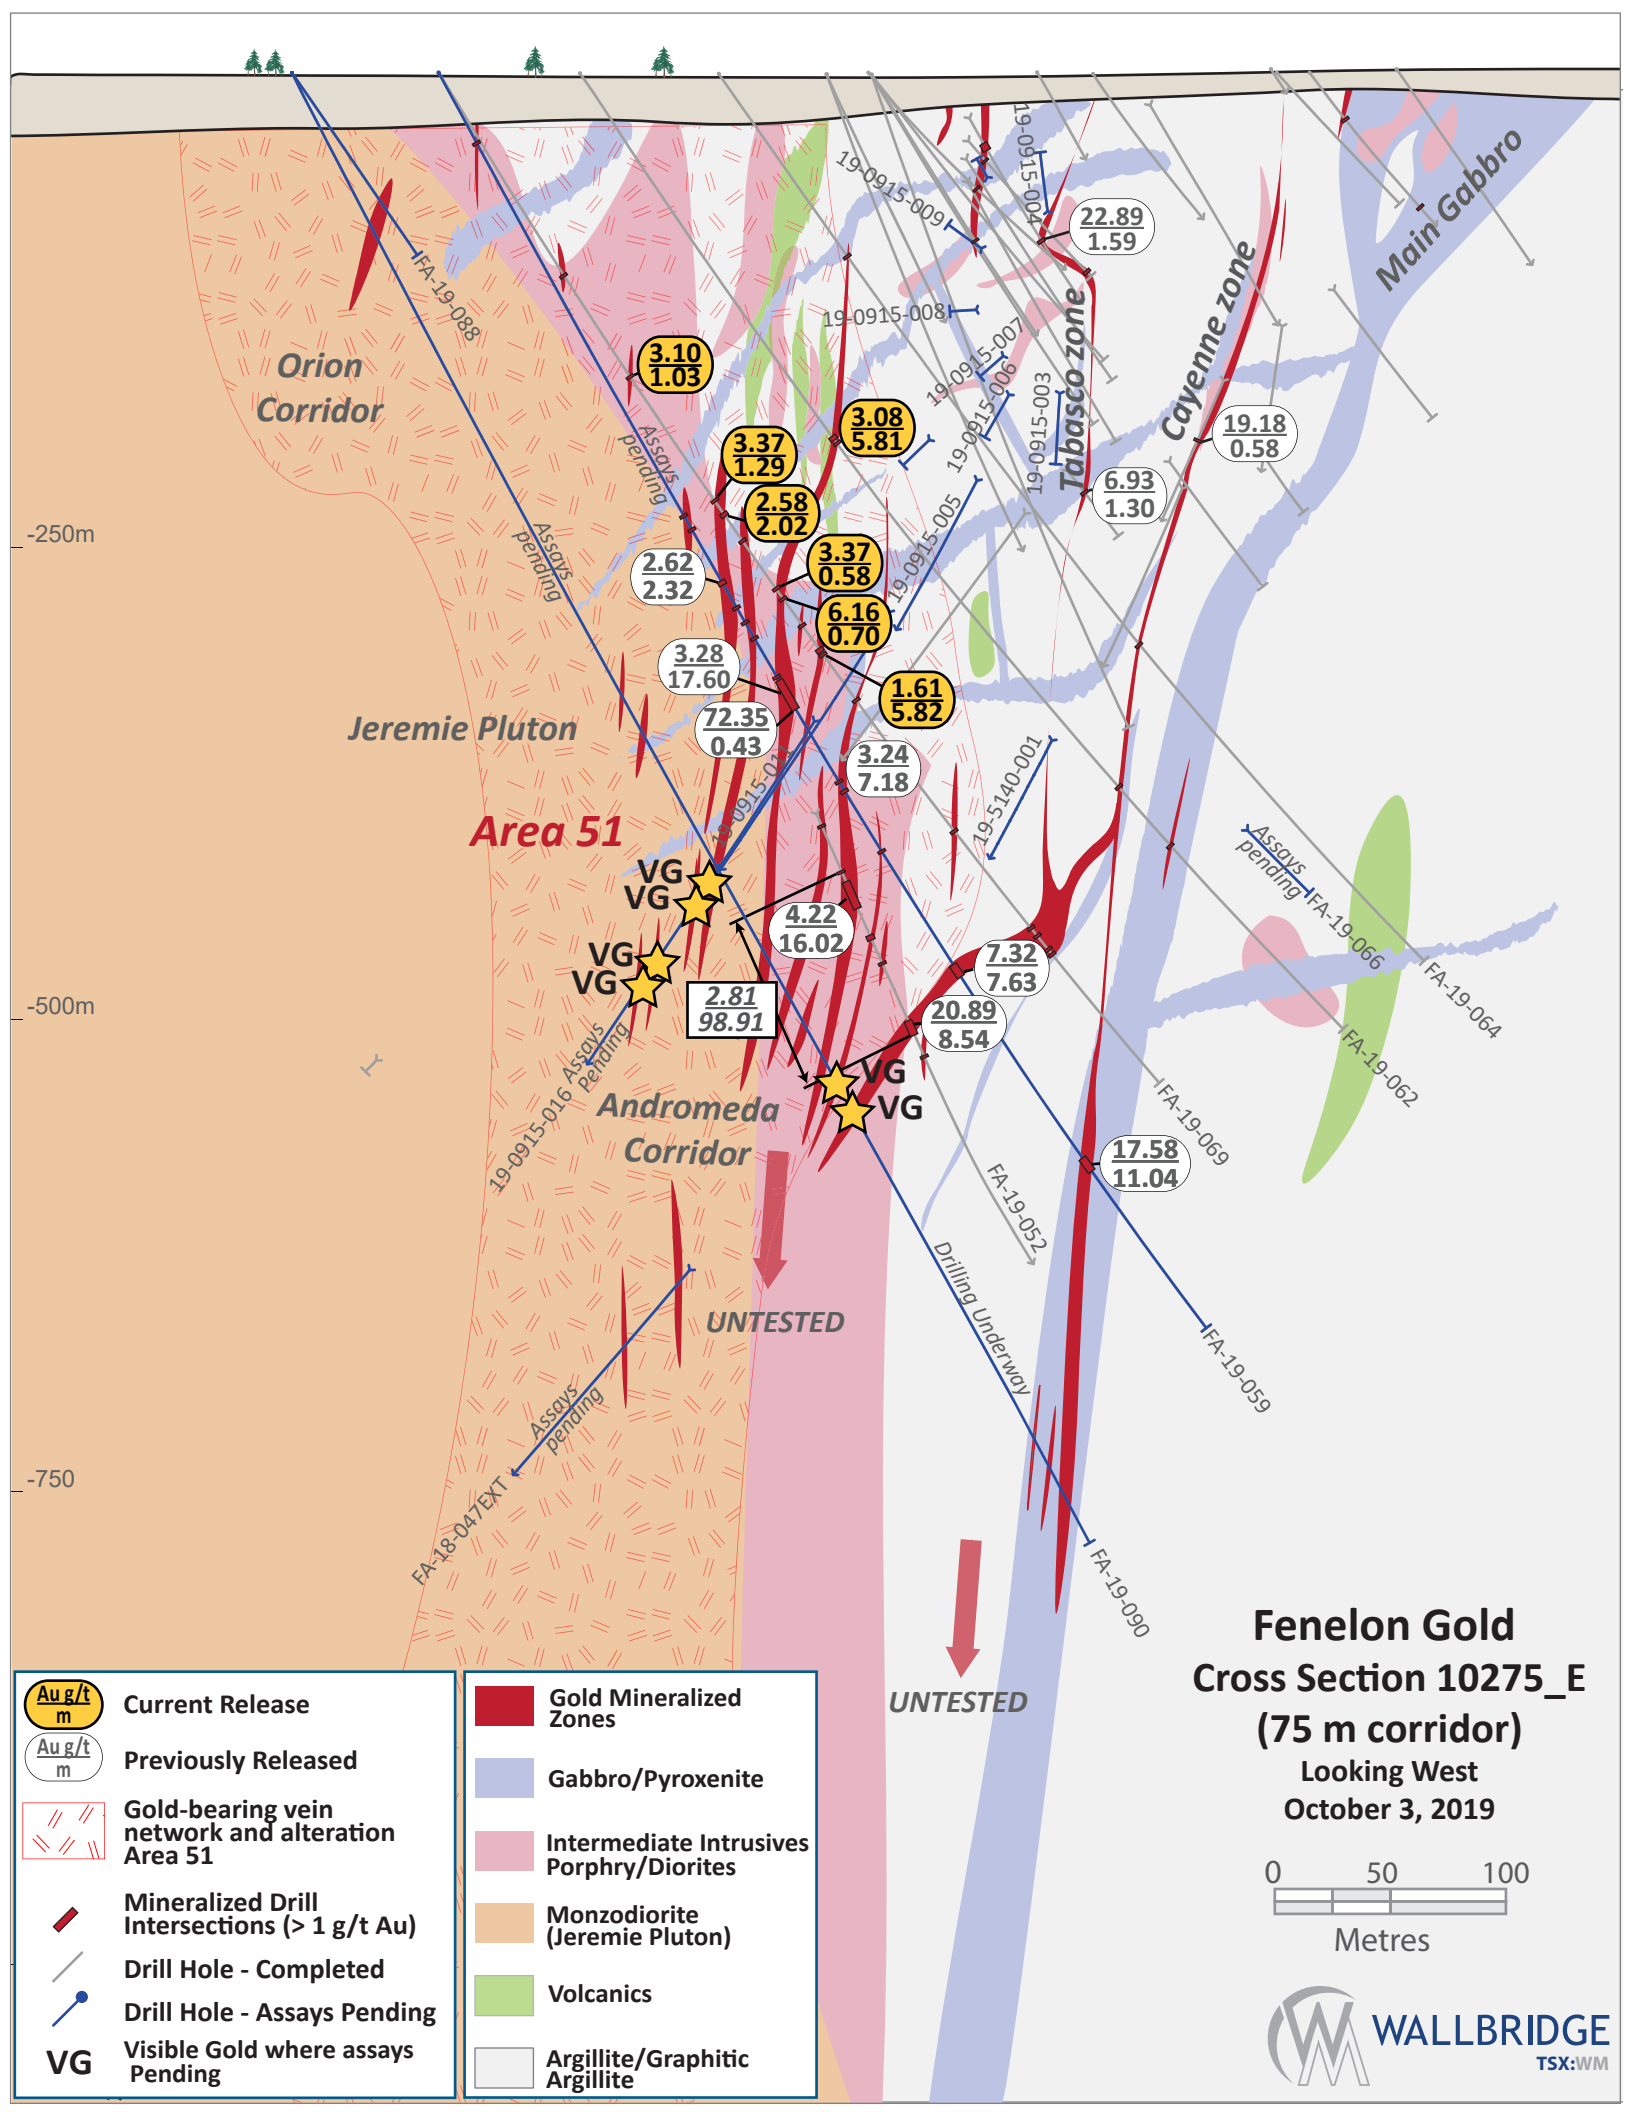 19-0915-009
19-0915-004
22.89
1.59
Main Gabbro
FA-19-088
Cayenne zone
Tabasco zone
19-0915-008
19-0915-007
19-0915-006
19-0915-003
Orion
Corridor
3.10
1.03
3.08
5.81
19.18
0.58
3.37
1.29
Assays
pending
6.93
1.30
2.58
2.02
-250m
Assays
pending
19-0915-005
2.62
2.32
3.37
0.58
6.16
0.70
3.28
17.60
1.61
5.82
Jeremie Pluton
72.35
0.43
3.24
7.18
19-5140-001
Area 51
VG
VG
Assays
pending
FA-19-066
4.22
16.02
VG
VG
7.32
7.63
FA-19-064
-500m
2.81
98.91
20.89
8.54
FA-19-062
Assays
Pending
19-0915-016
VG
VG
Andromeda
Corridor
FA-19-069
17.58
11.04
FA-19-052
Drilling Underway
UNTESTED
FA-19-059
Assays
pending
-750
FA-18-047EXT
FA-19-090
UNTESTED
Fenelon Gold
Cross Section 10275_E
(75 m corridor)
Looking West
October 3, 2019
0 50 100
Metres
WALLBRIDGE
TSX:WM
Au g/t
m
Current Release
Au g/t
m
Previously Released
Gold-bearing vein
network and alteration
Area 51
Mineralized Drill
Intersections (> 1 g/t Au)
Drill Hole - Completed
Drill Hole - Assays Pending
VG
Visible Gold where assays
Pending
Gold Mineralized
Zones
Gabbro/Pyroxenite
Intermediate Intrusives
Porphry/Diorites
Monzodiorite
(Jeremie Pluton)
Volcanics
Argillite/Graphitic
Argillite